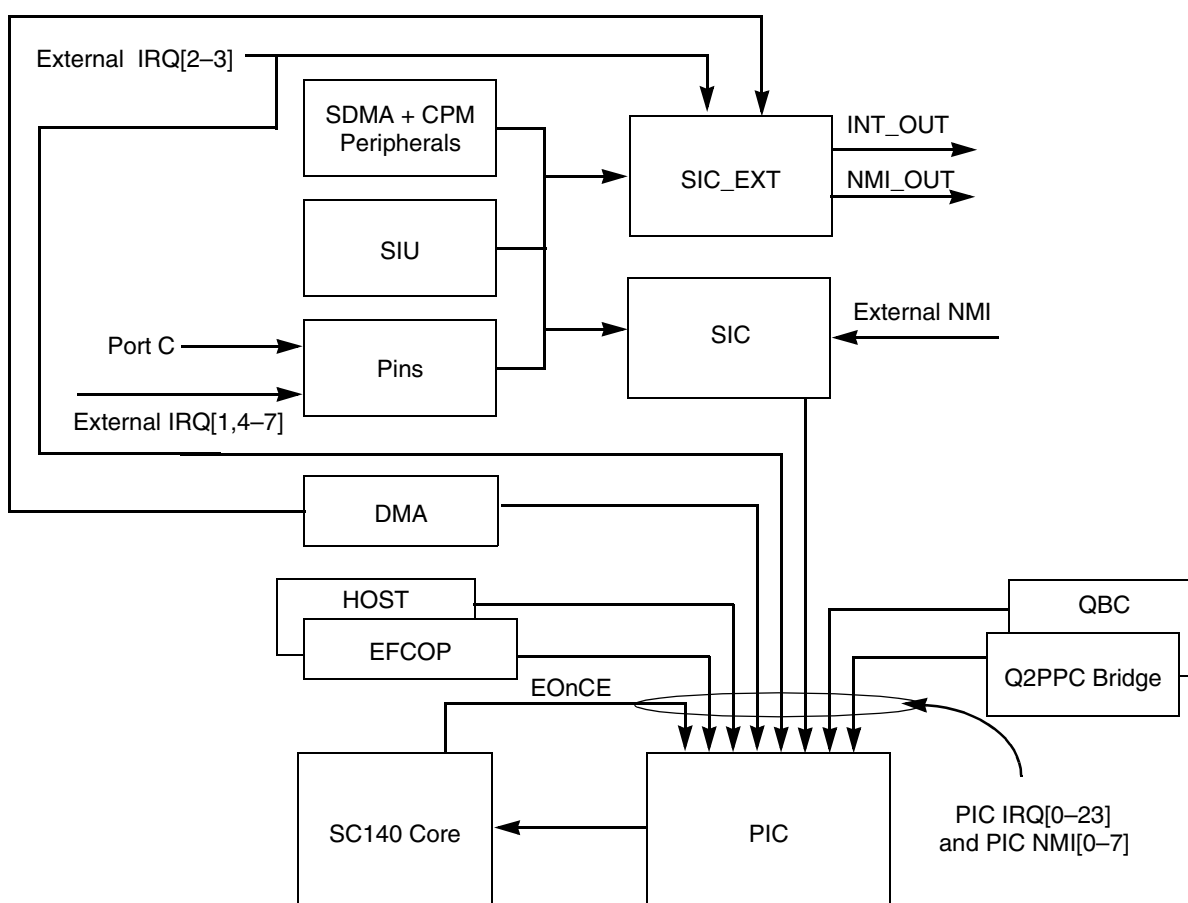 External IRQ[2–3]
SDMA + CPM
Peripherals
SIC_EXT
INT_OUT
NMI_OUT
SIU
SIC
External NMI
Port C
Pins
External IRQ[1,4–7]
DMA
HOST
EFCOP
QBC
Q2PPC Bridge
EOnCE
SC140 Core
PIC
PIC IRQ[0–23]
and PIC NMI[0–7]